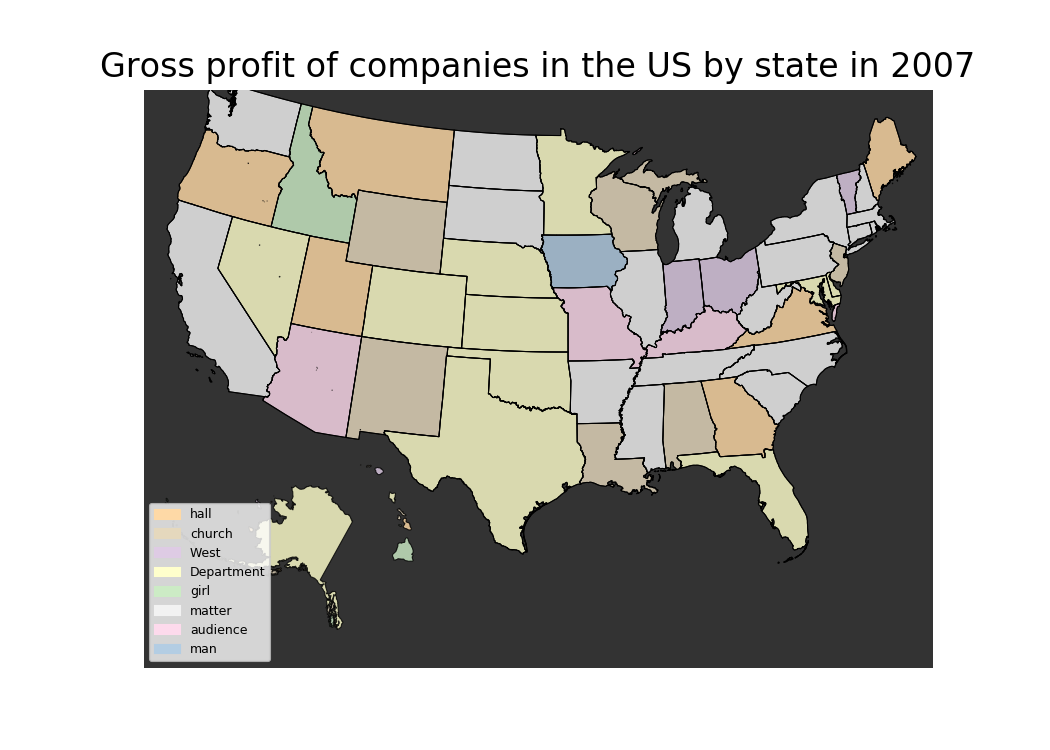 Gross profit of companies in the US by state in 2007
hall
church
West
Department
girl
matter
audience
man